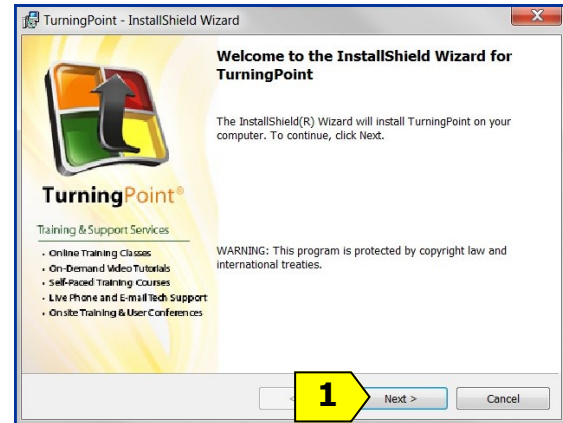 TurningPoint - InstallShield Wizard
Welcome to the InstallShield Wizard for
TurningPoint
The InstallShield(R) Wizard will install TurningPoint on your
computer. To continue, click Next.
TurningPoint®
Training & Support Services
• Online Training Classes
• On-Demand Video Tutorials
• Self-Paced Training Courses
• Live Phone and E-mail Tech Support
• Onsite Training & User Conferences
WARNING: This program is protected by copyright law and
international treaties.
<
1
Next >
Cancel